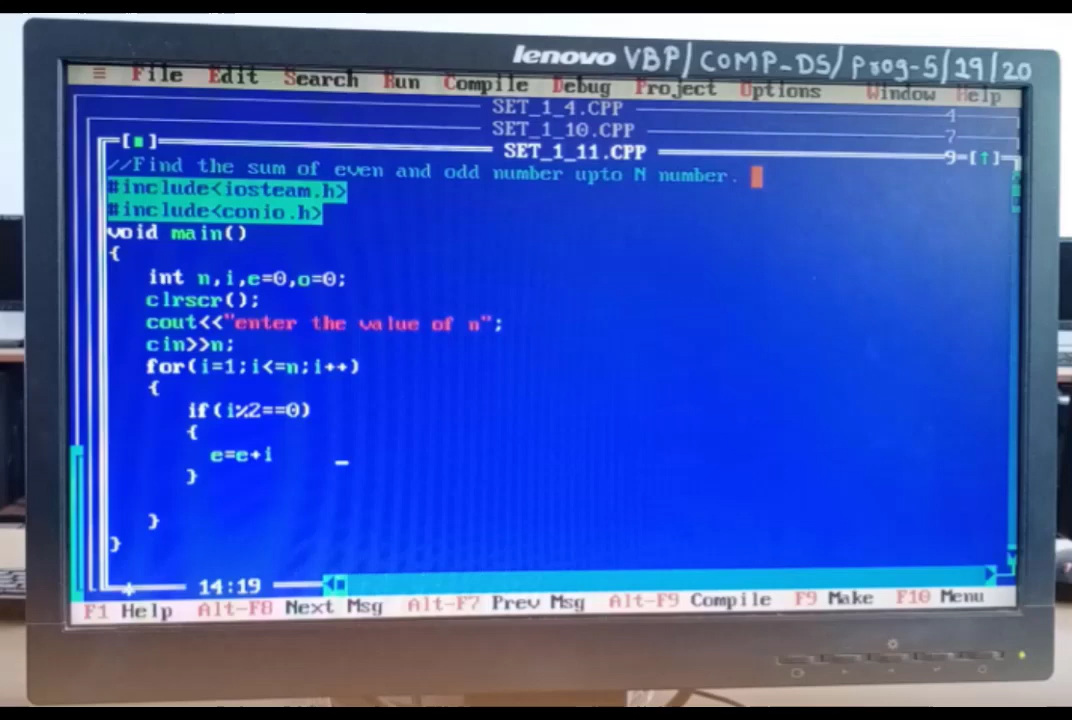 lenovo VBP/COMP-DS/Prog-5/19/20
≡ File Edit Search Run Compile Debug Project Options Window Help
SET_1_4.CPP 4
SET_1_10.CPP 7
[■] SET_1_11.CPP 9=[↑]
//Find the sum of even and odd number upto N number.
#include<iosteam.h>
#include<conio.h>
void main()
{
int n,i,e=0,o=0;
clrscr();
cout<<"enter the value of n";
cin>>n;
for(i=1;i<=n;i++)
{
if(i%2==0)
{
e=e+i _
}
}
}
14:19
F1 Help Alt-F8 Next Msg Alt-F7 Prev Msg Alt-F9 Compile F9 Make F10 Menu